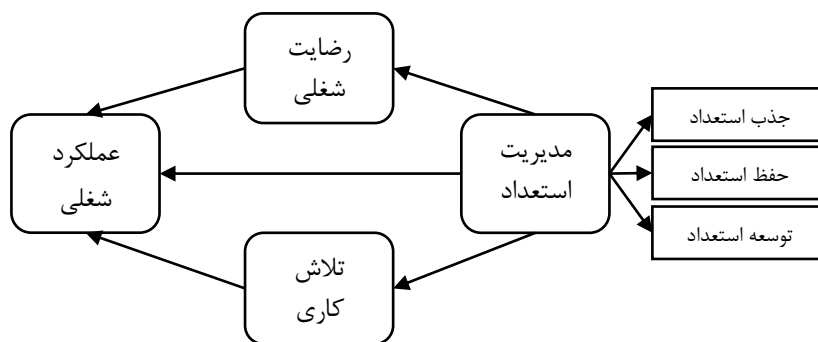 رضایت
شغلی
جذب استعداد
مدیریت
استعداد
حفظ استعداد
توسعه استعداد
عملکرد
شغلی
تلاش
کاری